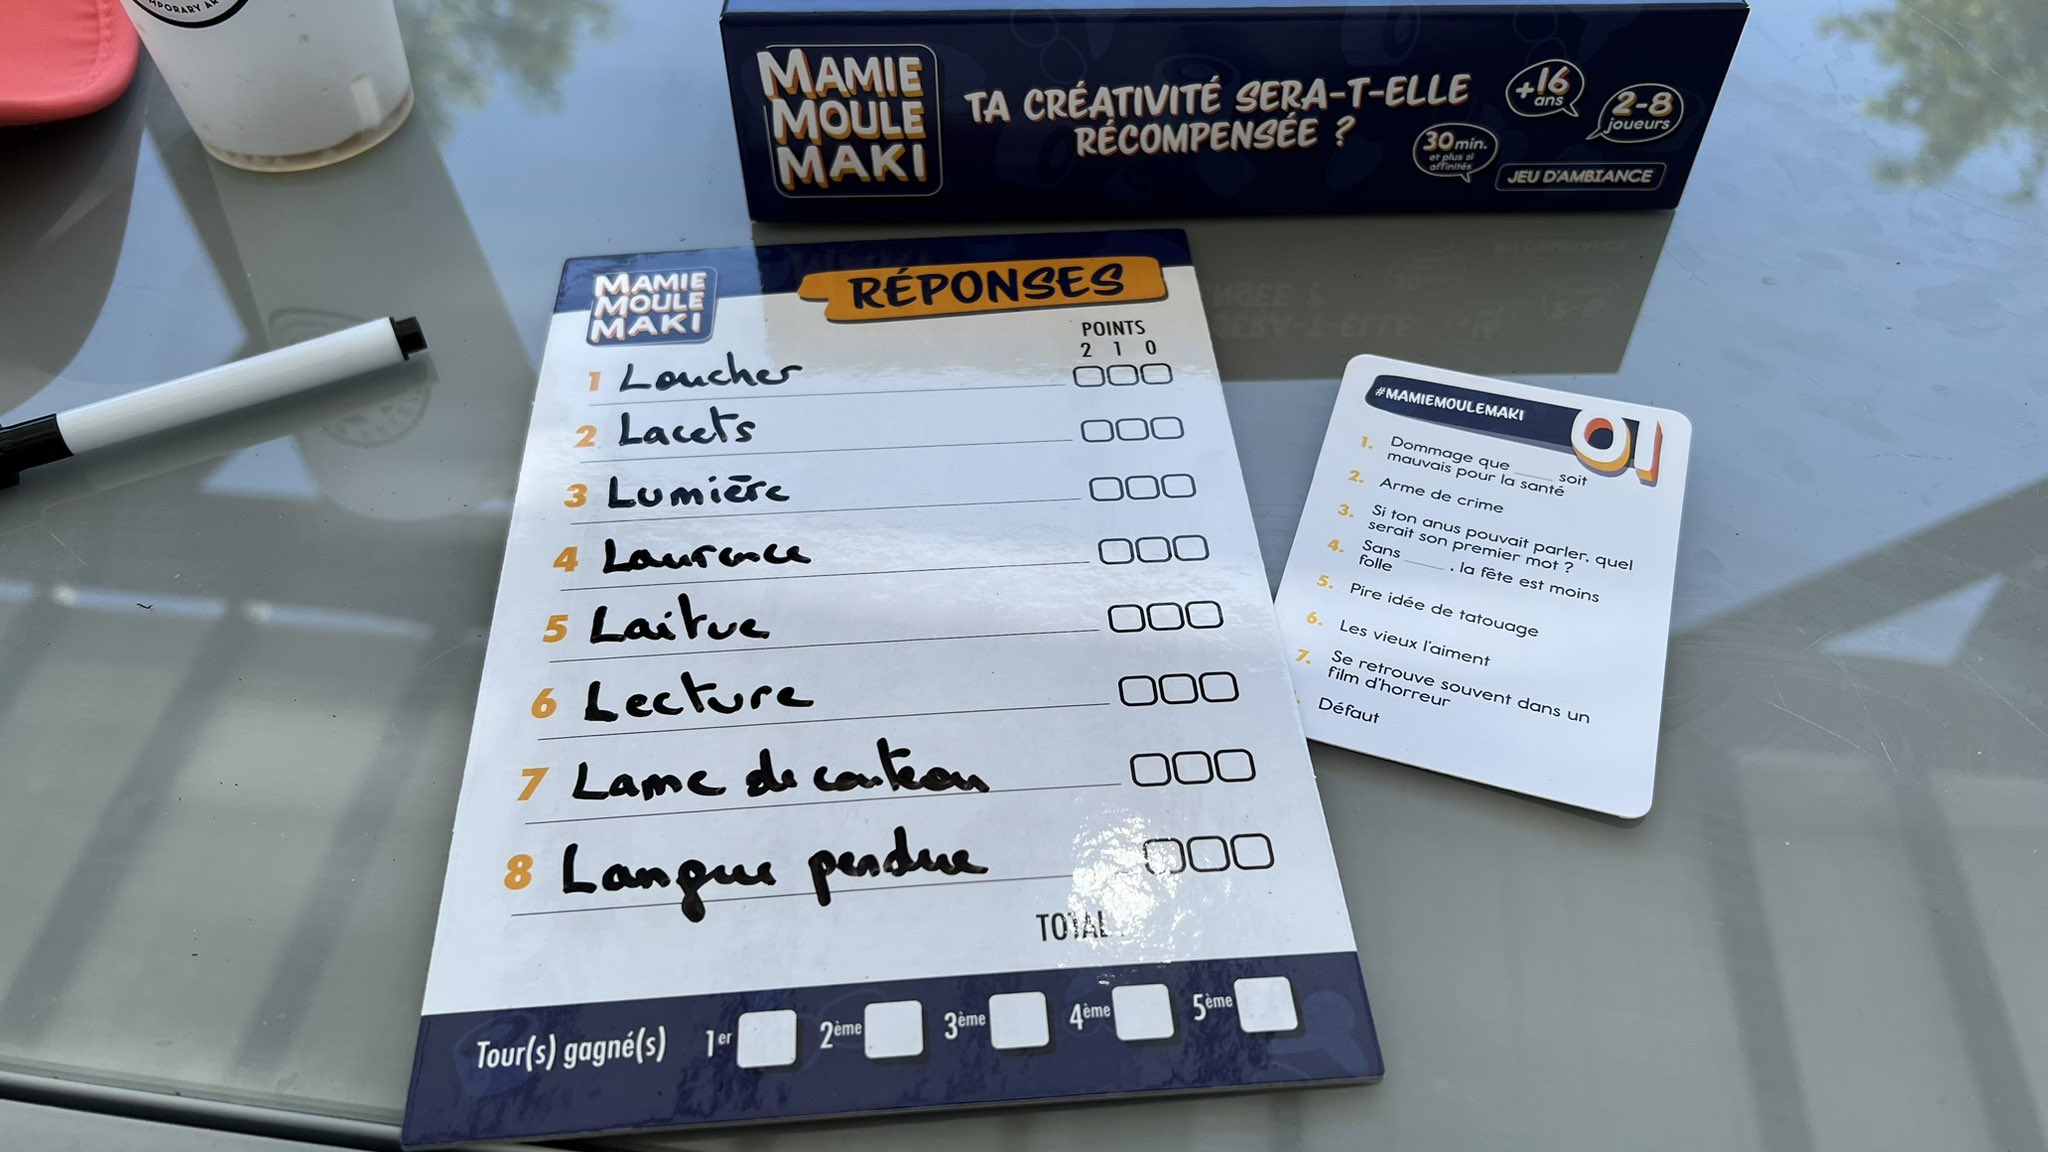 MPORARY AR
MAMIE
MOULE
MAKI
TA CRÉATIVITÉ SERA-T-ELLE
RÉCOMPENSÉE ?
+16
ans
2-8
joueurs
30min.
et plus si
affinités
JEU D'AMBIANCE
MAMIE
MOULE
MAKI
RÉPONSES
POINTS
2 1 0
1 Loucher
2 Lacets
3 Lumière
4 Laurence
5 Laitue
6 Lecture
7 Lame de couteau
8 Langue pendue
TOTAL
Tour(s) gagné(s) 1er 2ème 3ème 4ème 5ème
#MAMIEMOULEMAKI
01
1. Dommage que ____ soit
mauvais pour la santé
2. Arme de crime
3. Si ton anus pouvait parler, quel
serait son premier mot ?
4. Sans ____, la fête est moins
folle
5. Pire idée de tatouage
6. Les vieux l'aiment
7. Se retrouve souvent dans un
film d'horreur
Défaut